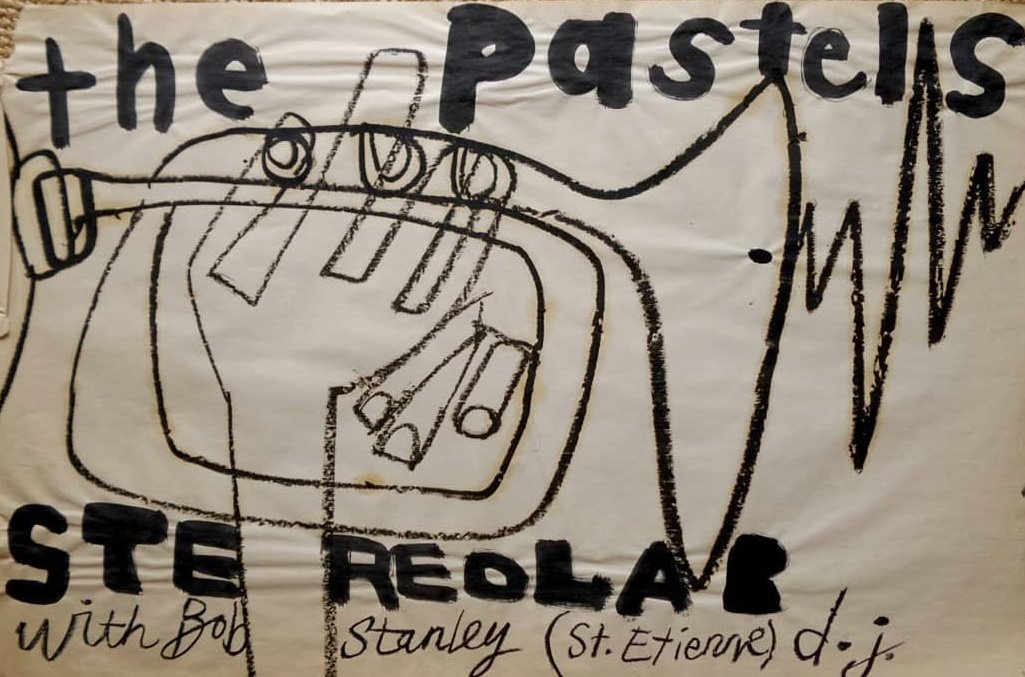 the Pastels
STEREOLAB
with Bob Stanley (St. Etienne) d.j.